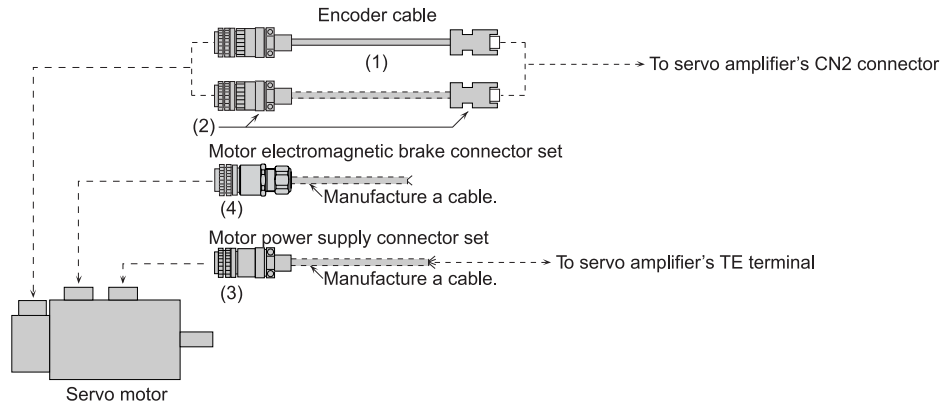 Encoder cable
(1)
To servo amplifier's CN2 connector
(2)
Motor electromagnetic brake connector set
Manufacture a cable.
(4)
Motor power supply connector set
To servo amplifier's TE terminal
Manufacture a cable.
(3)
Servo motor